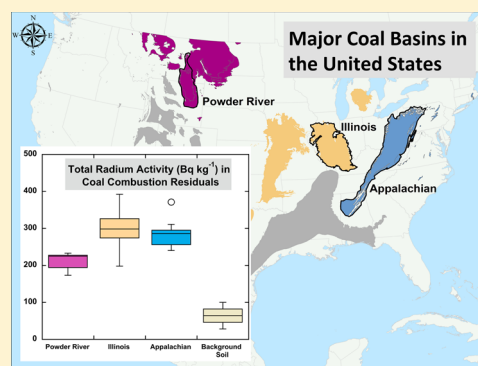 N
W E
S
Major Coal Basins in
the United States
Powder River
Illinois
Appalachian
Total Radium Activity (Bq kg⁻¹) in
Coal Combustion Residuals
500
400
300
200
100
0
Powder River Illinois Appalachian Background
Soil